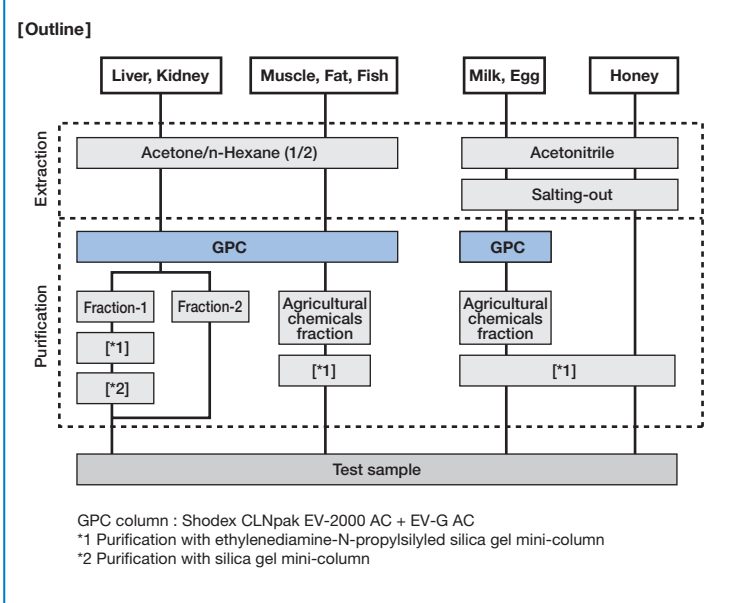 [Outline]
Liver, Kidney
Muscle, Fat, Fish
Milk, Egg
Honey
Extraction
Acetone/n-Hexane (1/2)
Acetonitrile
Salting-out
Purification
GPC
GPC
Fraction-1
Fraction-2
Agricultural
chemicals
fraction
Agricultural
chemicals
fraction
[*1]
[*1]
[*1]
[*2]
Test sample
GPC column : Shodex CLNpak EV-2000 AC + EV-G AC
*1 Purification with ethylenediamine-N-propylsilyled silica gel mini-column
*2 Purification with silica gel mini-column